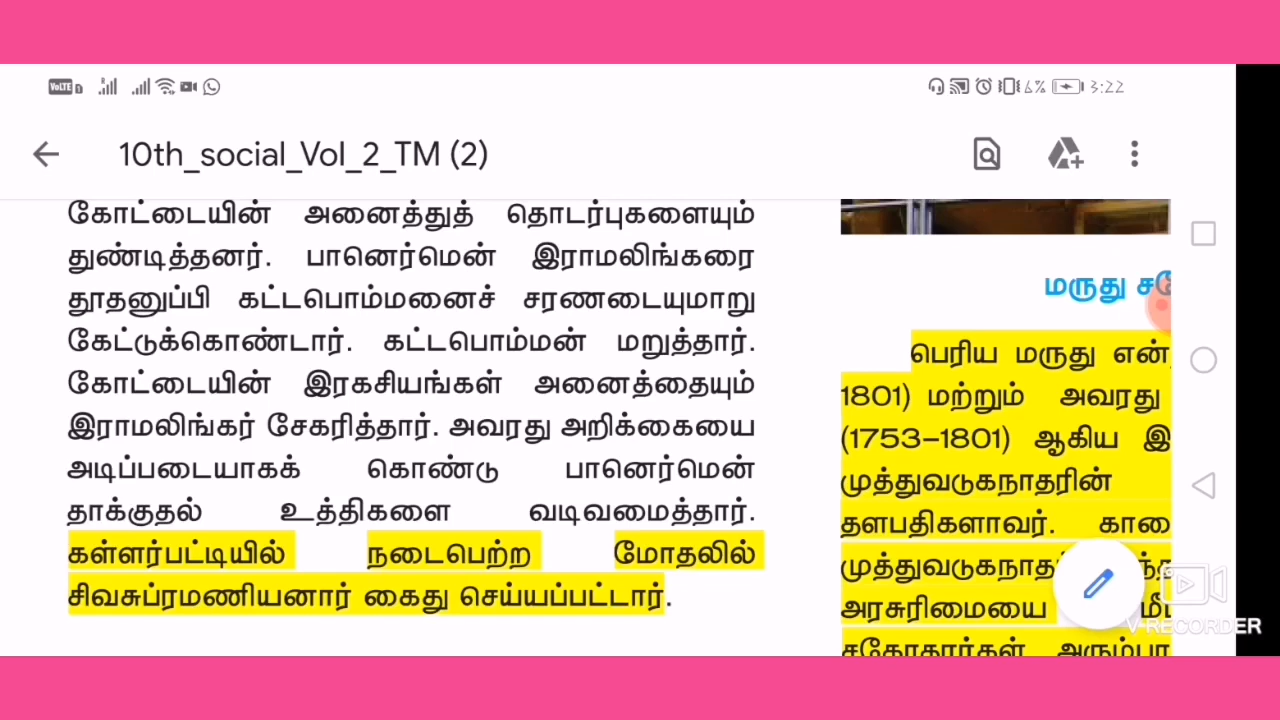 VoLTE
6% 3:22
10th_social_Vol_2_TM (2)
கோட்டையின் அனைத்துத் தொடர்புகளையும்
துண்டித்தனர். பானெர்மென் இராமலிங்கரை
தூதனுப்பி கட்டபொம்மனைச் சரணடையுமாறு
கேட்டுக்கொண்டார். கட்டபொம்மன் மறுத்தார்.
கோட்டையின் இரகசியங்கள் அனைத்தையும்
இராமலிங்கர் சேகரித்தார். அவரது அறிக்கையை
அடிப்படையாகக் கொண்டு பானெர்மென்
தாக்குதல் உத்திகளை வடிவமைத்தார்.
கள்ளர்பட்டியில் நடைபெற்ற மோதலில்
சிவசுப்ரமணியனார் கைது செய்யப்பட்டார்.
மருது
பெரிய மருது
1801) மற்றும் அவரது
(1753–1801) ஆகிய
முத்துவடுகநாதரின்
தளபதிகளாவர்.
அரசுரிமையை
V RECORDER